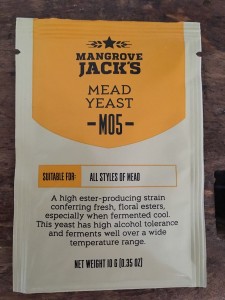 MANGROVE
JACK'S
MEAD
YEAST
-M05-
SUITABLE FOR: ALL STYLES OF MEAD
A high ester-producing strain
conferring fresh, floral esters,
especially when fermented cool.
This yeast has high alcohol tolerance
and ferments well over a wide
temperature range.
NET WEIGHT 10 G (0.35 OZ)